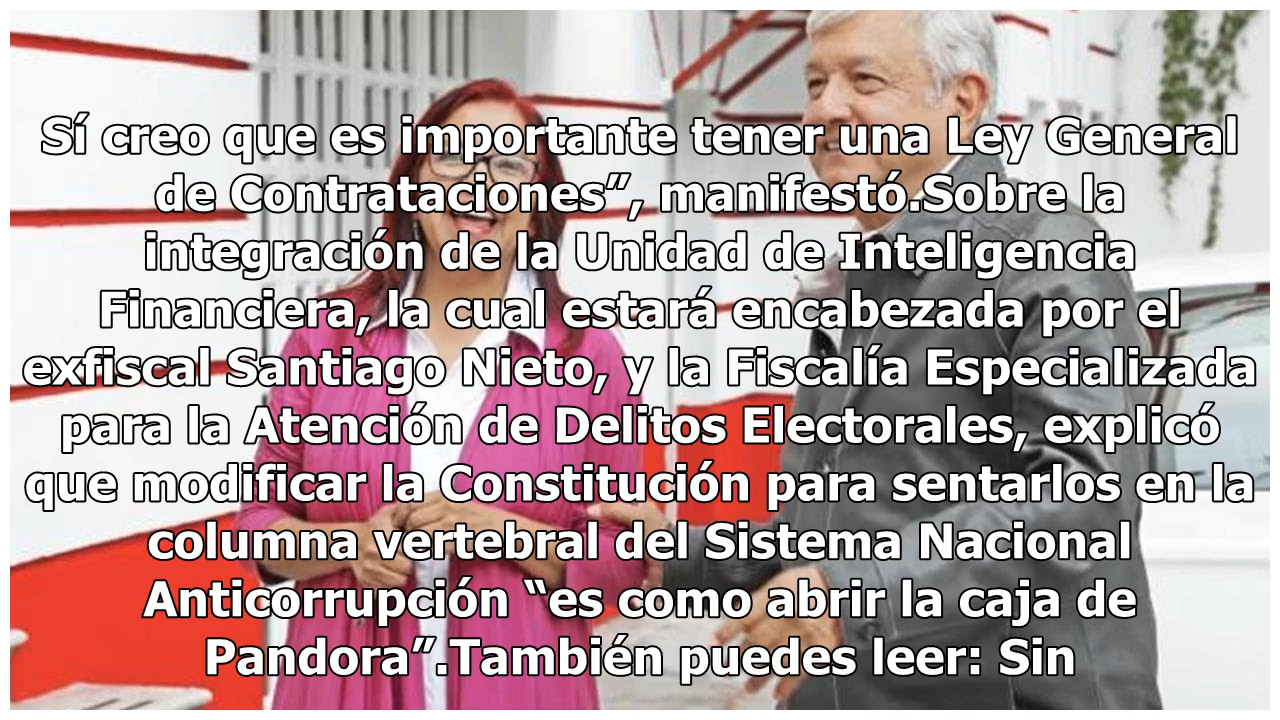 Sí creo que es importante tener una Ley General
de Contrataciones”, manifestó.Sobre la
integración de la Unidad de Inteligencia
Financiera, la cual estará encabezada por el
exfiscal Santiago Nieto, y la Fiscalía Especializada
para la Atención de Delitos Electorales, explicó
que modificar la Constitución para sentarlos en la
columna vertebral del Sistema Nacional
Anticorrupción “es como abrir la caja de
Pandora”.También puedes leer: Sin